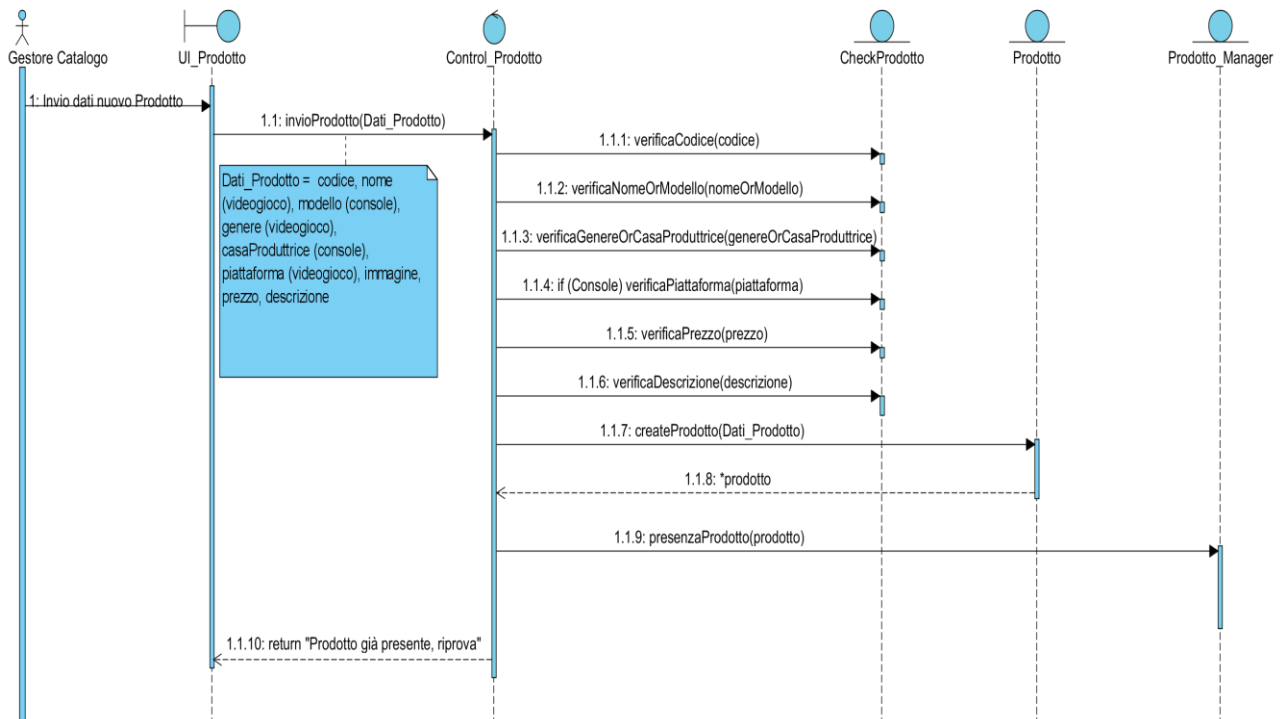 Gestore Catalogo
UI_Prodotto
Control_Prodotto
CheckProdotto
Prodotto
Prodotto_Manager
1: Invio dati nuovo Prodotto
1.1: invioProdotto(Dati_Prodotto)
1.1.1: verificaCodice(codice)
Dati_Prodotto = codice, nome
(videogioco), modello (console),
genere (videogioco),
casaProduttrice (console),
piattaforma (videogioco), immagine,
prezzo, descrizione
1.1.2: verificaNomeOrModello(nomeOrModello)
1.1.3: verificaGenereOrCasaProduttrice(genereOrCasaProduttrice)
1.1.4: if (Console) verificaPiattaforma(piattaforma)
1.1.5: verificaPrezzo(prezzo)
1.1.6: verificaDescrizione(descrizione)
1.1.7: createProdotto(Dati_Prodotto)
1.1.8: *prodotto
1.1.9: presenzaProdotto(prodotto)
1.1.10: return "Prodotto già presente, riprova"